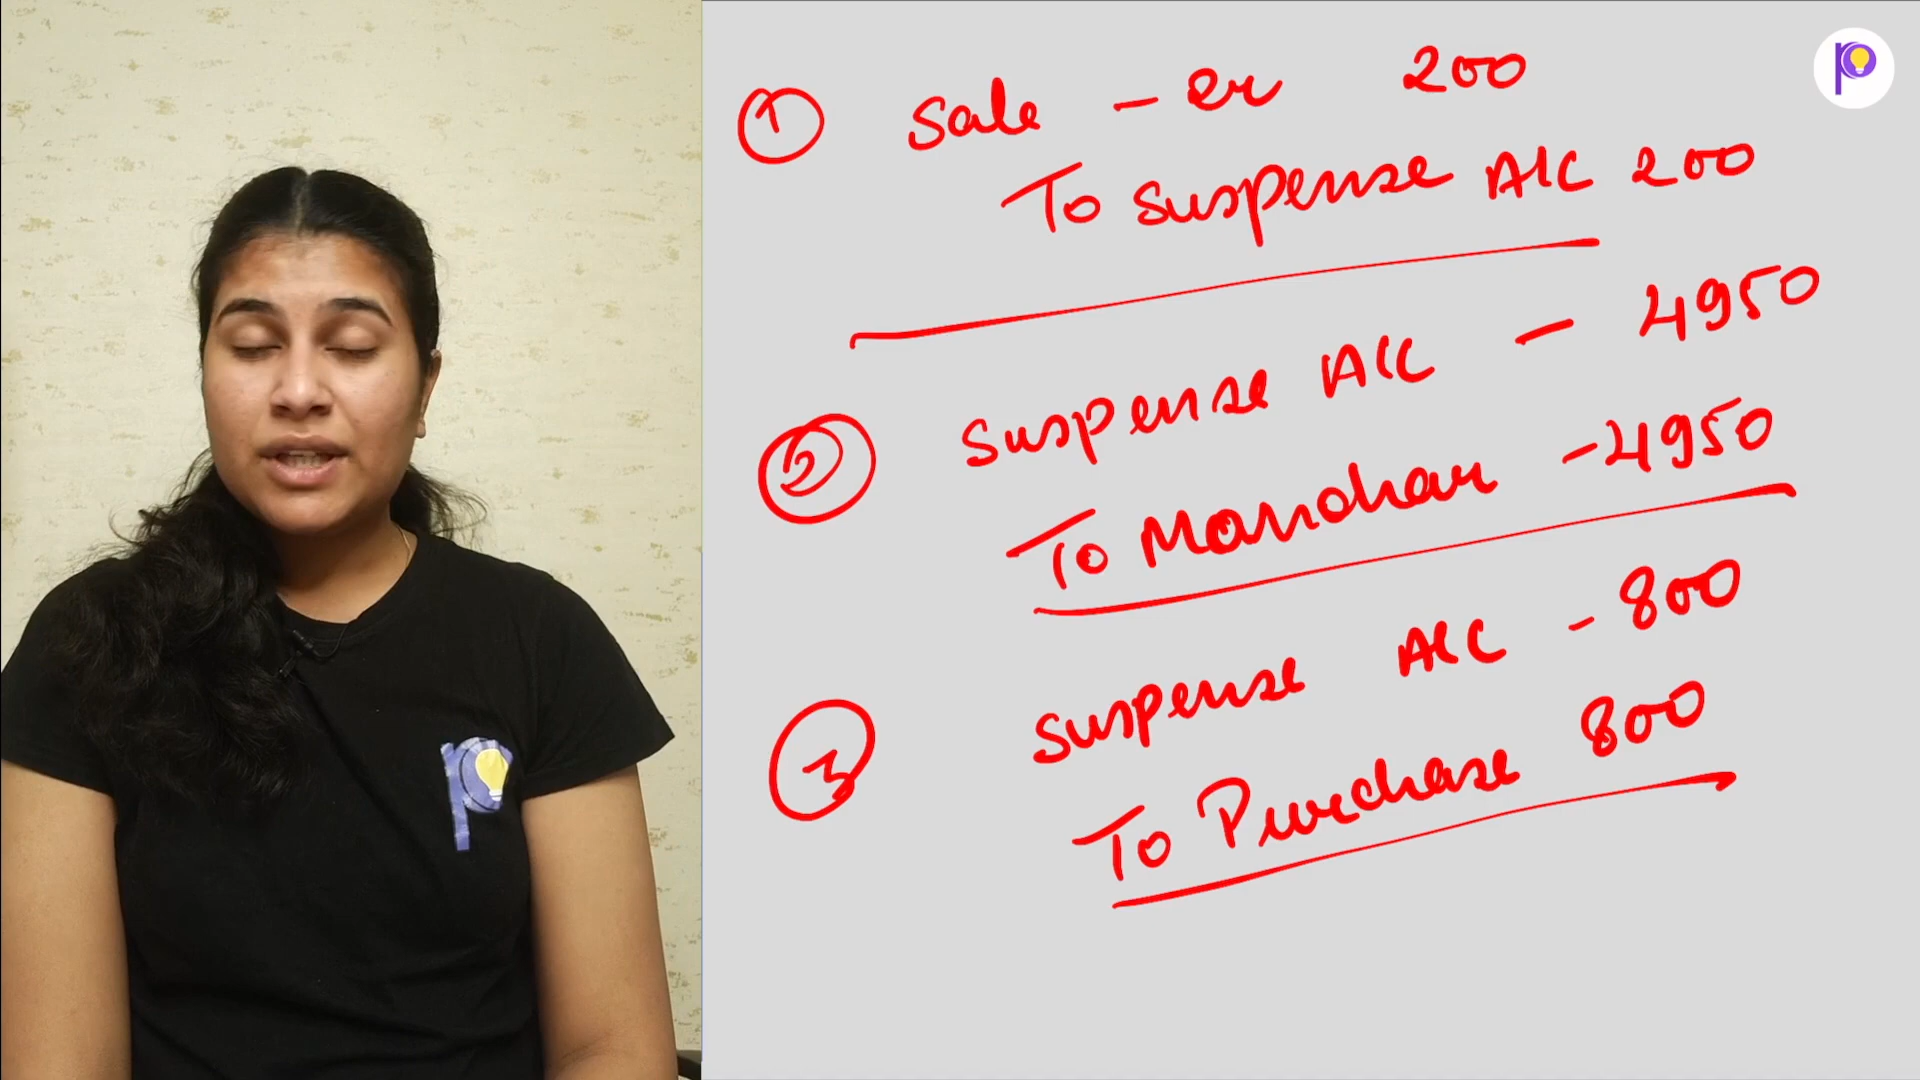 1 Sale - Dr 200
To Suspense A/C 200
2 Suspense A/C - 4950
To Manohar - 4950
3 Suspense A/C - 800
To Purchase 800